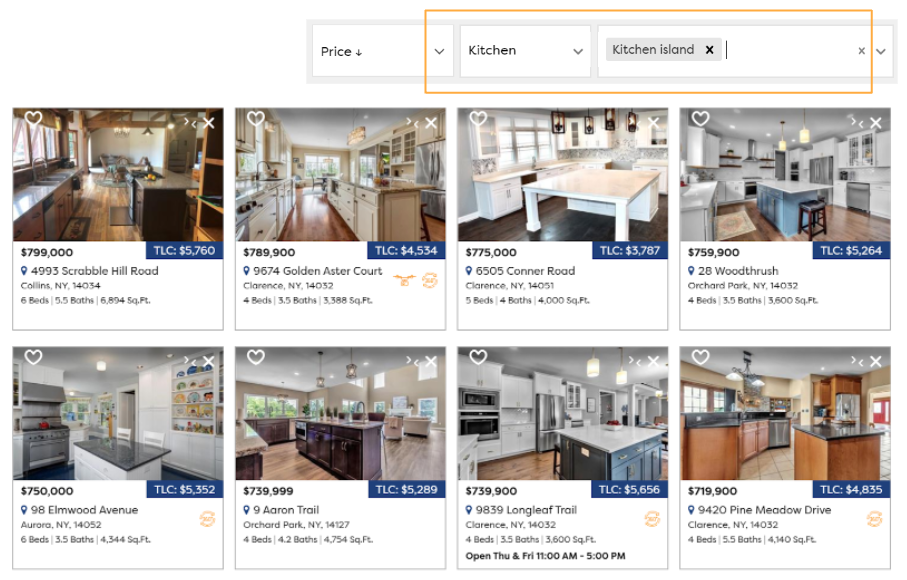 Price ↓
Kitchen
Kitchen island ×
×
TLC: $5,760
$799,000
4993 Scrabble Hill Road
Collins, NY, 14034
6 Beds | 5.5 Baths | 6,894 Sq.Ft.
TLC: $4,534
$789,900
9674 Golden Aster Court
Clarence, NY, 14032
4 Beds | 3.5 Baths | 3,388 Sq.Ft.
TLC: $3,787
$775,000
6505 Conner Road
Clarence, NY, 14051
5 Beds | 4 Baths | 4,000 Sq.Ft.
TLC: $5,264
$759,900
28 Woodthrush
Orchard Park, NY, 14032
4 Beds | 3.5 Baths | 3,600 Sq.Ft.
TLC: $5,352
$750,000
98 Elmwood Avenue
Aurora, NY, 14052
6 Beds | 3.5 Baths | 4,344 Sq.Ft.
TLC: $5,289
$739,999
9 Aaron Trail
Orchard Park, NY, 14127
4 Beds | 4.2 Baths | 4,754 Sq.Ft.
TLC: $5,656
$739,900
9839 Longleaf Trail
Clarence, NY, 14032
4 Beds | 3.5 Baths | 3,600 Sq.Ft.
Open Thu & Fri 11:00 AM - 5:00 PM
TLC: $4,835
$719,900
9420 Pine Meadow Drive
Clarence, NY, 14032
4 Beds | 5.5 Baths | 4,140 Sq.Ft.